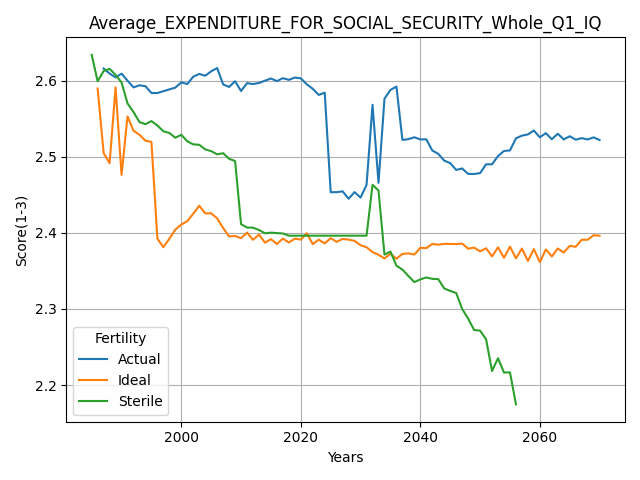 Average_EXPENDITURE_FOR_SOCIAL_SECURITY_Whole_Q1_IQ
Score(1-3)
2.6
2.5
2.4
2.3
2.2
Fertility
Actual
Ideal
Sterile
2000 2020 2040 2060
Years